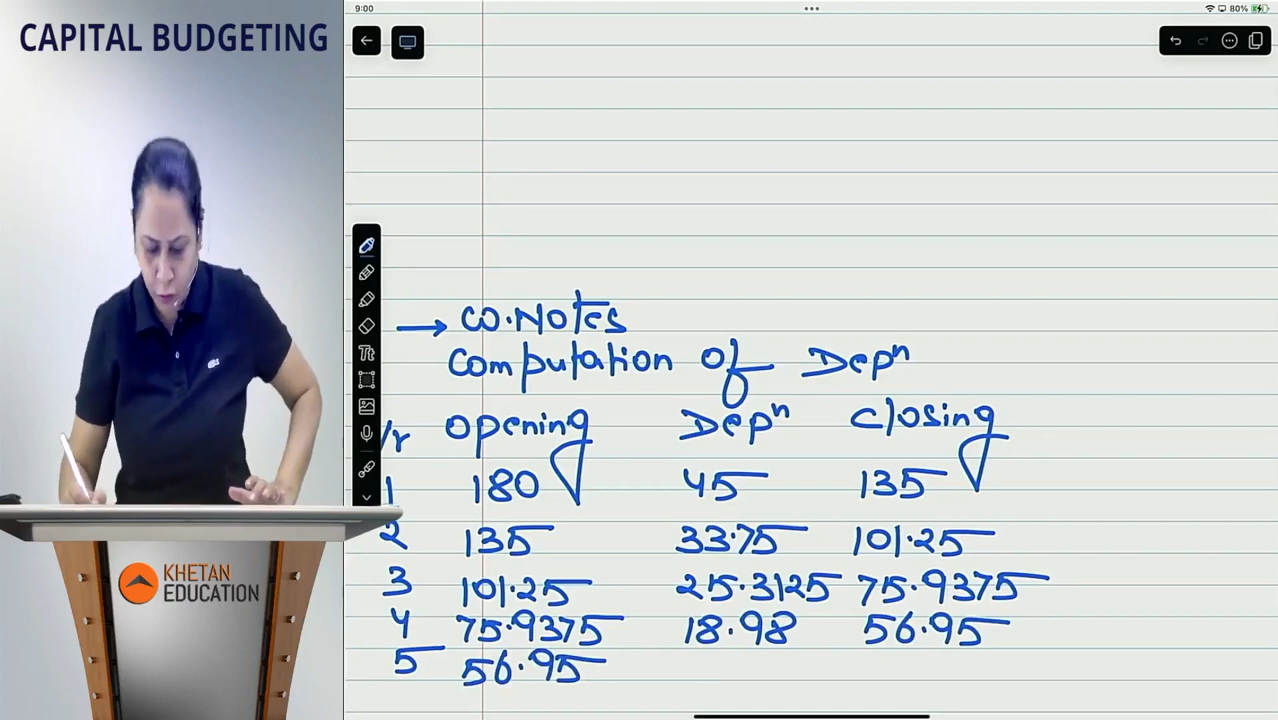 CAPITAL BUDGETING
9:00
80%
Tt
→ W.Notes
Computation of Depn
Yr Opening Depn Closing
1 180 45 135
2 135 33.75 101.25
3 101.25 25.3125 75.9375
4 75.9375 18.98 56.95
5 56.95
KHETAN
EDUCATION